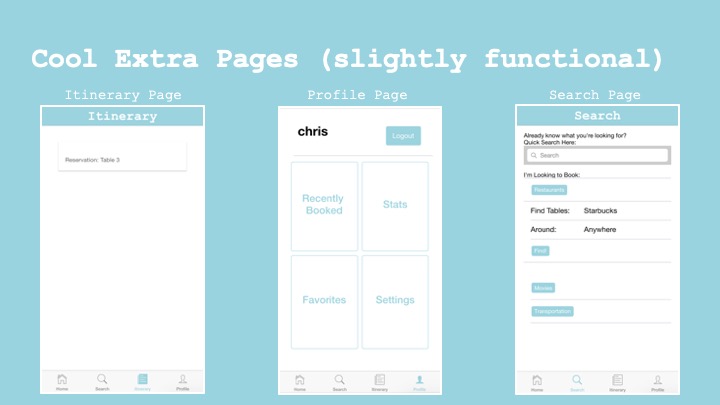 Cool Extra Pages (slightly functional)
Itinerary Page
Itinerary
Reservation: Table 3
Home Search Itinerary Profile
Profile Page
chris
Logout
Recently
Booked
Stats
Favorites
Settings
Home Search Itinerary Profile
Search Page
Search
Already know what you're looking for?
Quick Search Here:
Search
I'm Looking to Book:
Restaurants
Find Tables: Starbucks
Around: Anywhere
Find
Movies
Transportation
Home Search Itinerary Profile